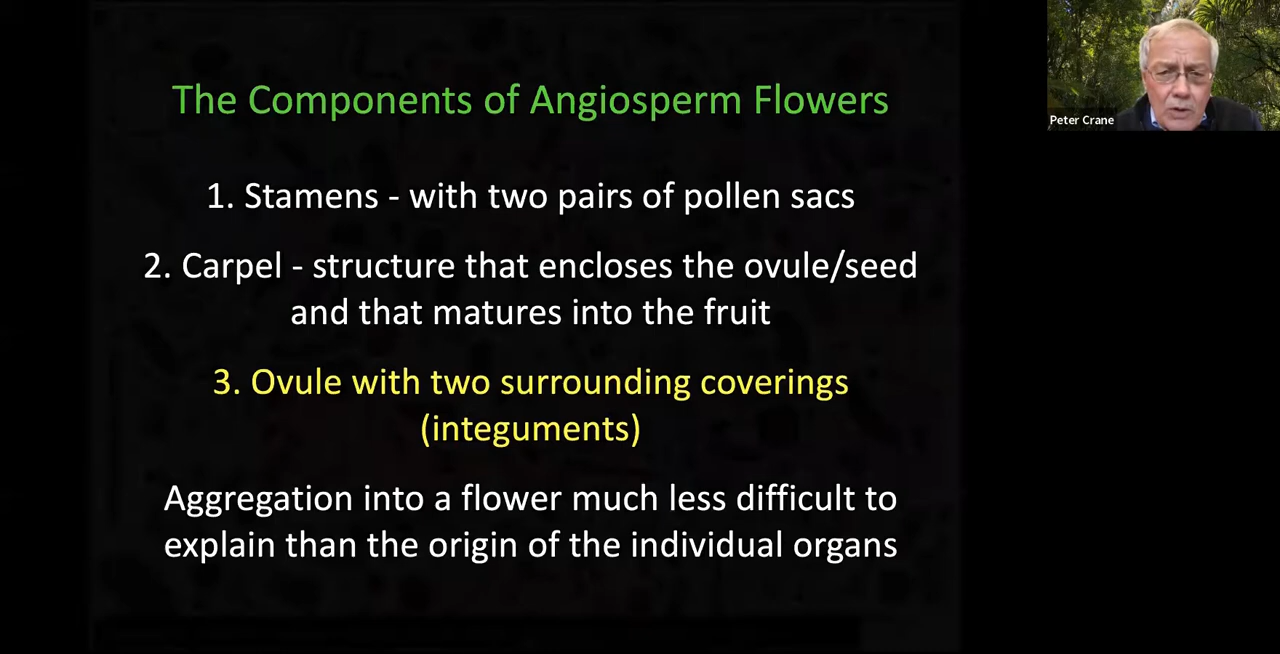 The Components of Angiosperm Flowers
Peter Crane
1. Stamens - with two pairs of pollen sacs
2. Carpel - structure that encloses the ovule/seed
and that matures into the fruit
3. Ovule with two surrounding coverings
(integuments)
Aggregation into a flower much less difficult to
explain than the origin of the individual organs